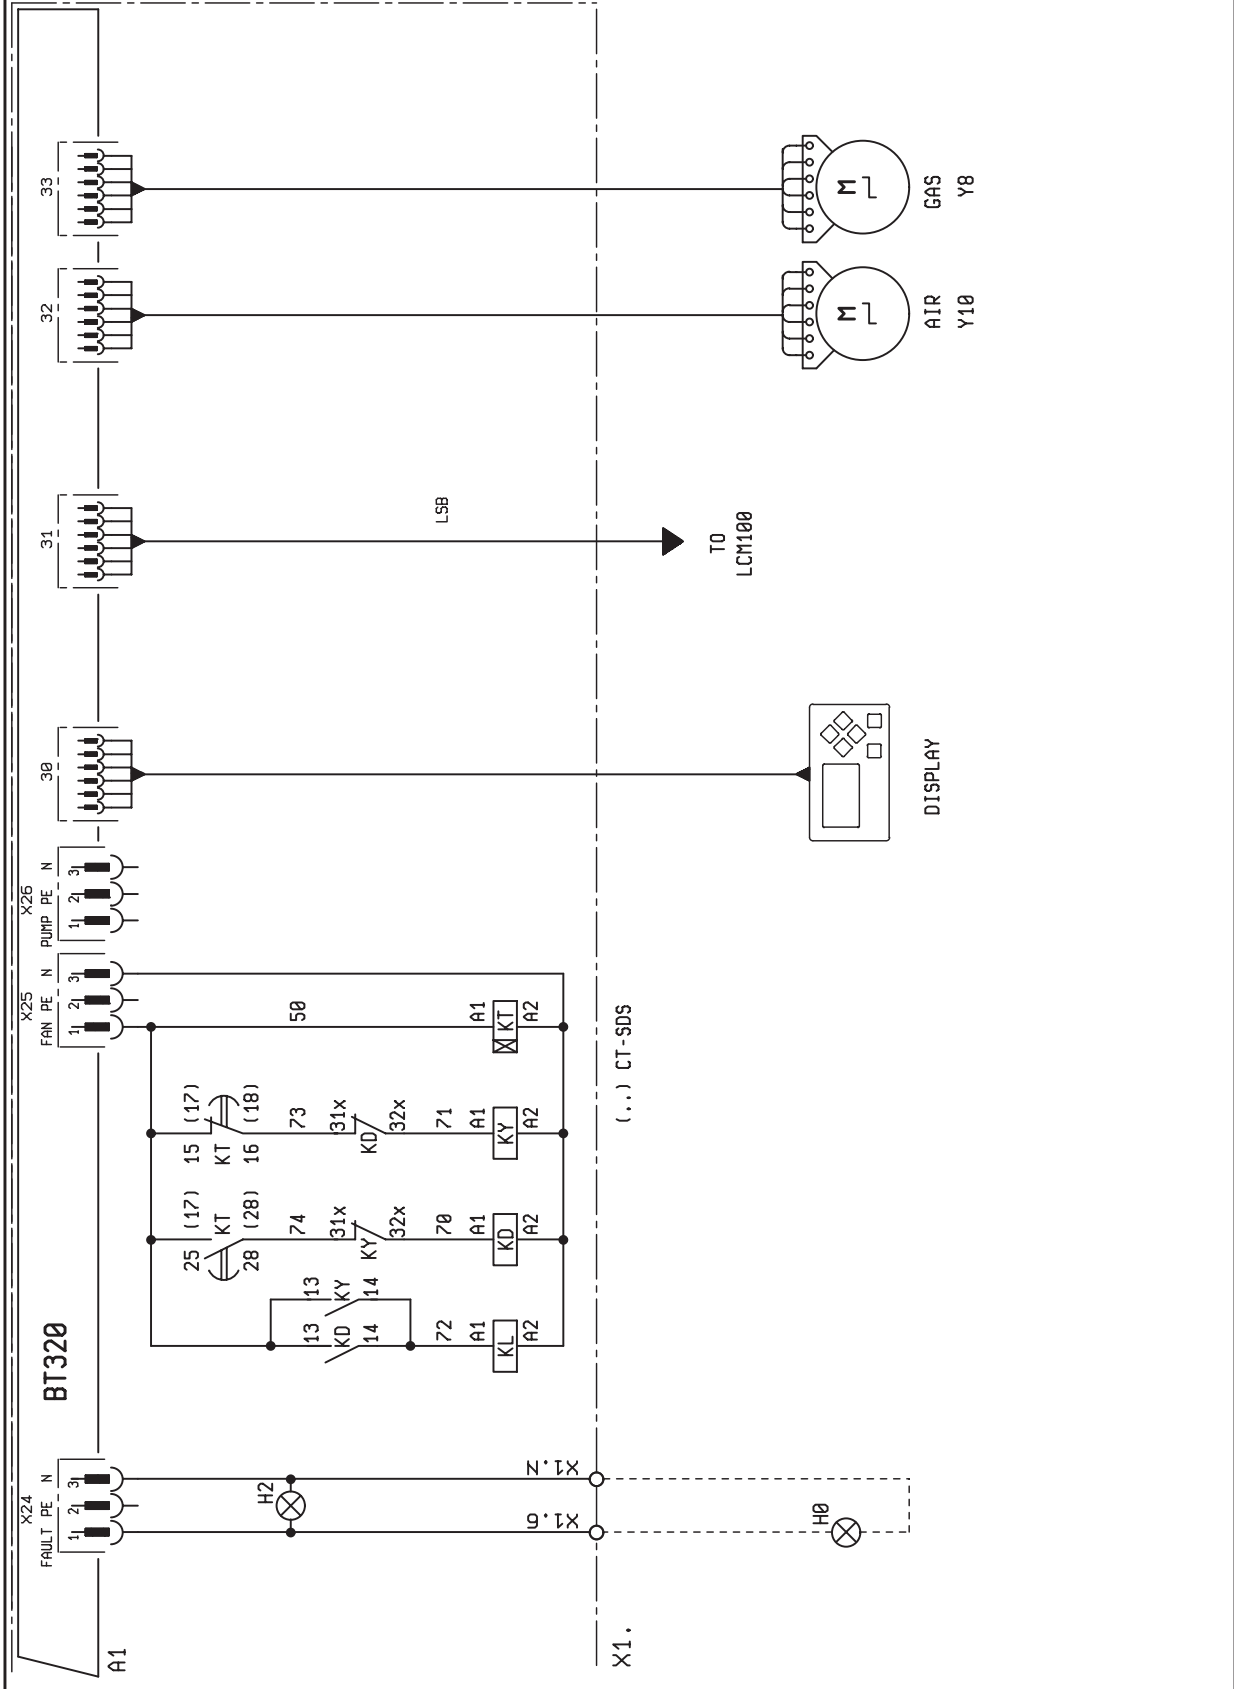 X24 X25 X26
FAULT PE N FAN PE N PUMP PE N 30 31 32 33
1 2 3 1 2 3 1 2 3
BT320
A1
25 (17) 15 (17)
KT KT
28 (28) 16 (18)
H2
74 73 50
13 13
KD KY 31x 31x
14 14 KY KD
32x 32x
72 70 71 LSB
A1 A1 A1 A1
KL KD KY KT
A2 A2 A2 A2
X1.6 X1.N
X1. (..) CT-SDS
TO
LCM100
H0
M M
DISPLAY AIR GAS
Y10 Y8